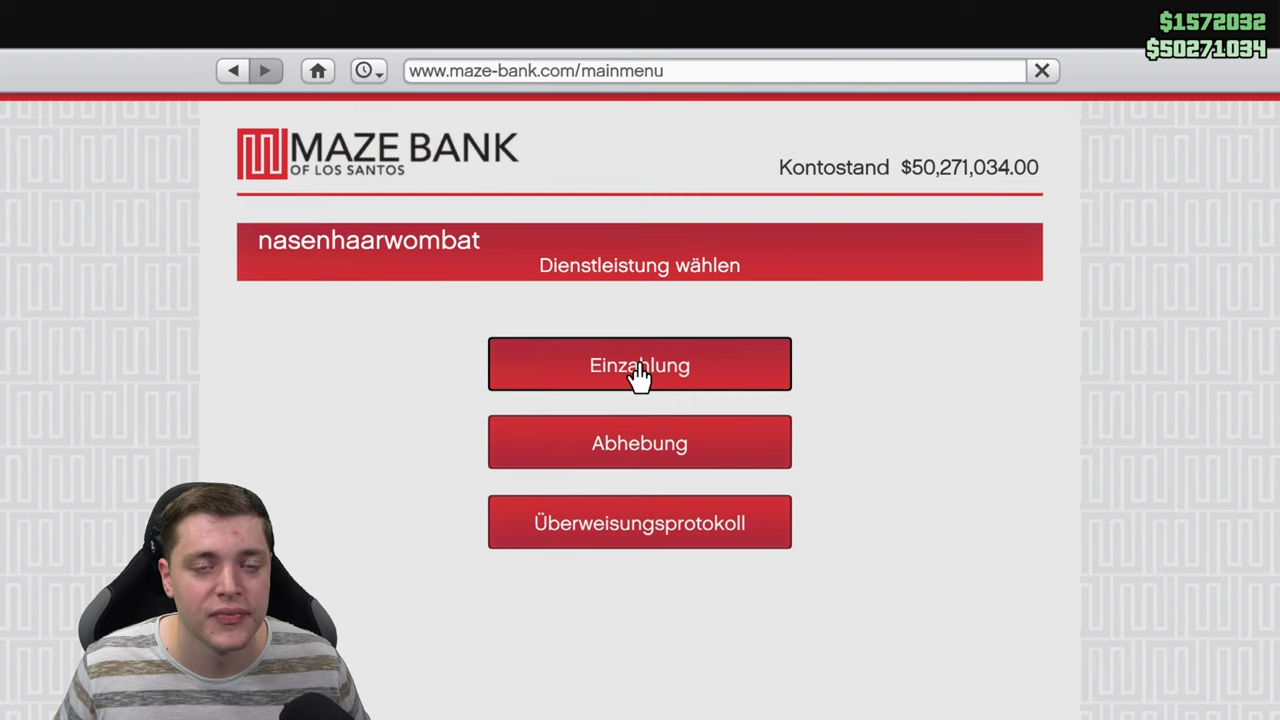 $1572032
$50271034
www.maze-bank.com/mainmenu
MAZE BANK
OF LOS SANTOS
Kontostand $50,271,034.00
nasenhaarwombat
Dienstleistung wählen
Einzahlung
Abhebung
Überweisungsprotokoll